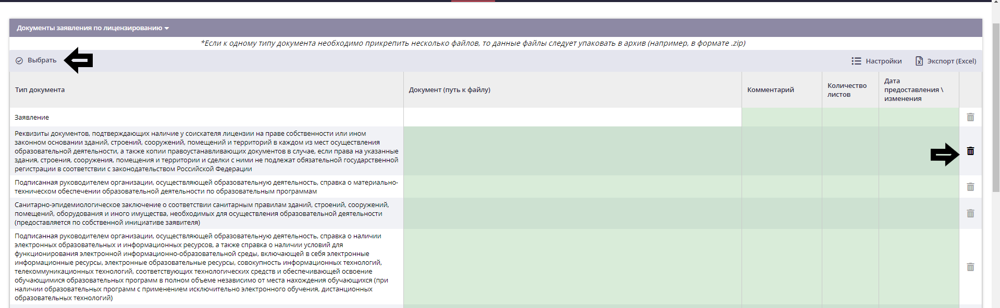 Документы заявления по лицензированию
*Если к одному типу документа необходимо прикрепить несколько файлов, то данные файлы следует упаковать в архив (например, в формате .zip)
Выбрать
Настройки
Экспорт (Excel)
Тип документа
Документ (путь к файлу)
Комментарий
Количество
листов
Дата
предоставления \
изменения
Заявление
Реквизиты документов, подтверждающих наличие у соискателя лицензии на праве собственности или ином
законном основании зданий, строений, сооружений, помещений и территорий в каждом из мест осуществления
образовательной деятельности, а также копии правоустанавливающих документов в случае, если права на указанные
здания, строения, сооружения, помещения и территории и сделки с ними не подлежат обязательной государственной
регистрации в соответствии с законодательством Российской Федерации
Подписанная руководителем организации, осуществляющей образовательную деятельность, справка о материально-
техническом обеспечении образовательной деятельности по образовательным программам
Санитарно-эпидемиологическое заключение о соответствии санитарным правилам зданий, строений, сооружений,
помещений, оборудования и иного имущества, необходимых для осуществления образовательной деятельности
(предоставляется по собственной инициативе заявителя)
Подписанная руководителем организации, осуществляющей образовательную деятельность, справка о наличии
электронных образовательных и информационных ресурсов, а также справка о наличии условий для
функционирования электронной информационно-образовательной среды, включающей в себя электронные
информационные ресурсы, электронные образовательные ресурсы, совокупность информационных технологий,
телекоммуникационных технологий, соответствующих технологических средств и обеспечивающей освоение
обучающимися образовательных программ в полном объеме независимо от места нахождения обучающихся (при
наличии образовательных программ с применением исключительно электронного обучения, дистанционных
образовательных технологий)